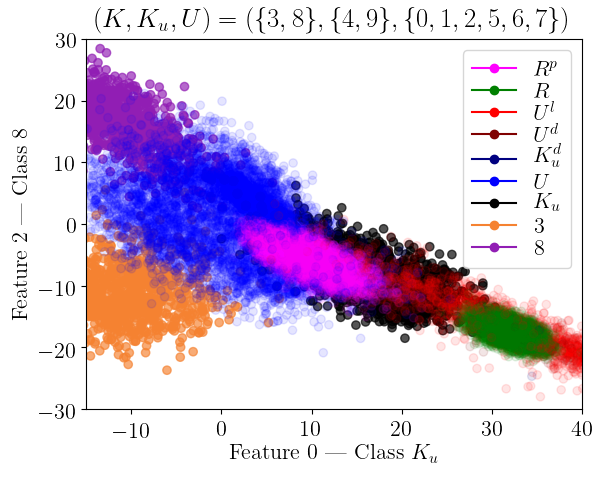 (K, K_u, U) = ({3, 8}, {4, 9}, {0, 1, 2, 5, 6, 7})
30
20
10
0
−10
−20
−30
Feature 2 — Class 8
R^p
R
U^l
U^d
K_u^d
U
K_u
3
8
−10
0
10
20
30
40
Feature 0 — Class K_u